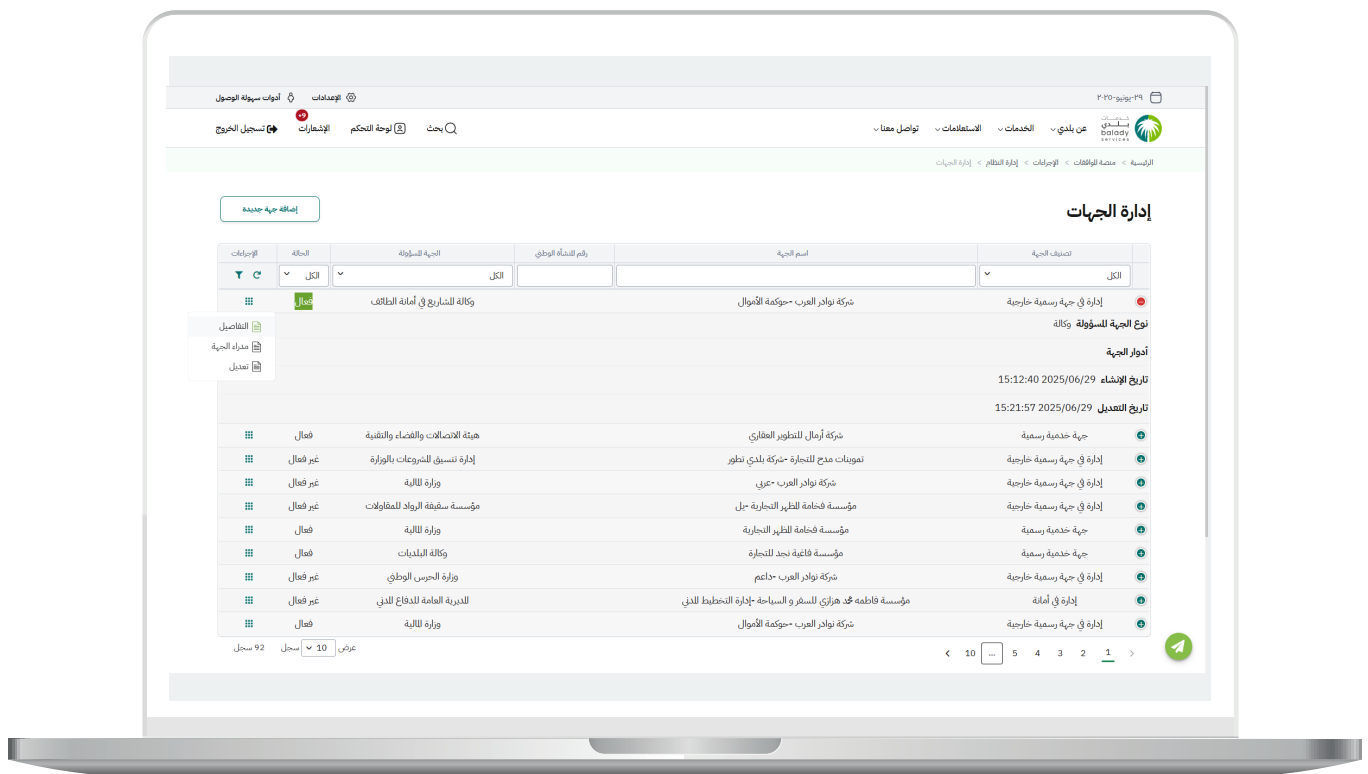 ٢٩-يونيو-٢٠٢٥
الإعدادات
أدوات سهولة الوصول
خدمات
بلدي
balady
services
عن بلدي
الخدمات
الاستعلامات
تواصل معنا
بحث
لوحة التحكم
الإشعارات
+9
تسجيل الخروج
الرئيسية > منصة الموافقات > الإجراءات > إدارة النظام > إدارة الجهات
إدارة الجهات
إضافة جهة جديدة
تصنيف الجهة اسم الجهة رقم المنشأة الوطني الجهة المسؤولة الحالة الإجراءات
الكل الكل الكل
إدارة في جهة رسمية خارجية شركة نوادر العرب -حوكمة الأموال وكالة المشاريع في أمانة الطائف فعال
التفاصيل
مدراء الجهة
تعديل
نوع الجهة المسؤولة وكالة
أدوار الجهة
تاريخ الإنشاء 2025/06/29 15:12:40
تاريخ التعديل 2025/06/29 15:21:57
جهة خدمية رسمية شركة أرمال للتطوير العقاري هيئة الاتصالات والفضاء والتقنية فعال
إدارة في جهة رسمية خارجية تموينات مدح للتجارة -شركة بلدي تطور إدارة تنسيق المشروعات بالوزارة غير فعال
إدارة في جهة رسمية خارجية شركة نوادر العرب -عربي وزارة المالية غير فعال
إدارة في جهة رسمية خارجية مؤسسة فخامة المظهر التجارية -يل مؤسسة سقيفة الرواد للمقاولات غير فعال
جهة خدمية رسمية مؤسسة فخامة المظهر التجارية وزارة المالية فعال
جهة خدمية رسمية مؤسسة فاغية نجد للتجارة وكالة البلديات فعال
إدارة في جهة رسمية خارجية شركة نوادر العرب -داعم وزارة الحرس الوطني غير فعال
إدارة في أمانة مؤسسة فاطمه محمد هزازي للسفر و السياحة -إدارة التخطيط المدني المديرية العامة للدفاع المدني غير فعال
إدارة في جهة رسمية خارجية شركة نوادر العرب -حوكمة الأموال وزارة المالية فعال
1 2 3 4 5 ... 10
عرض 10 سجل 92 سجل